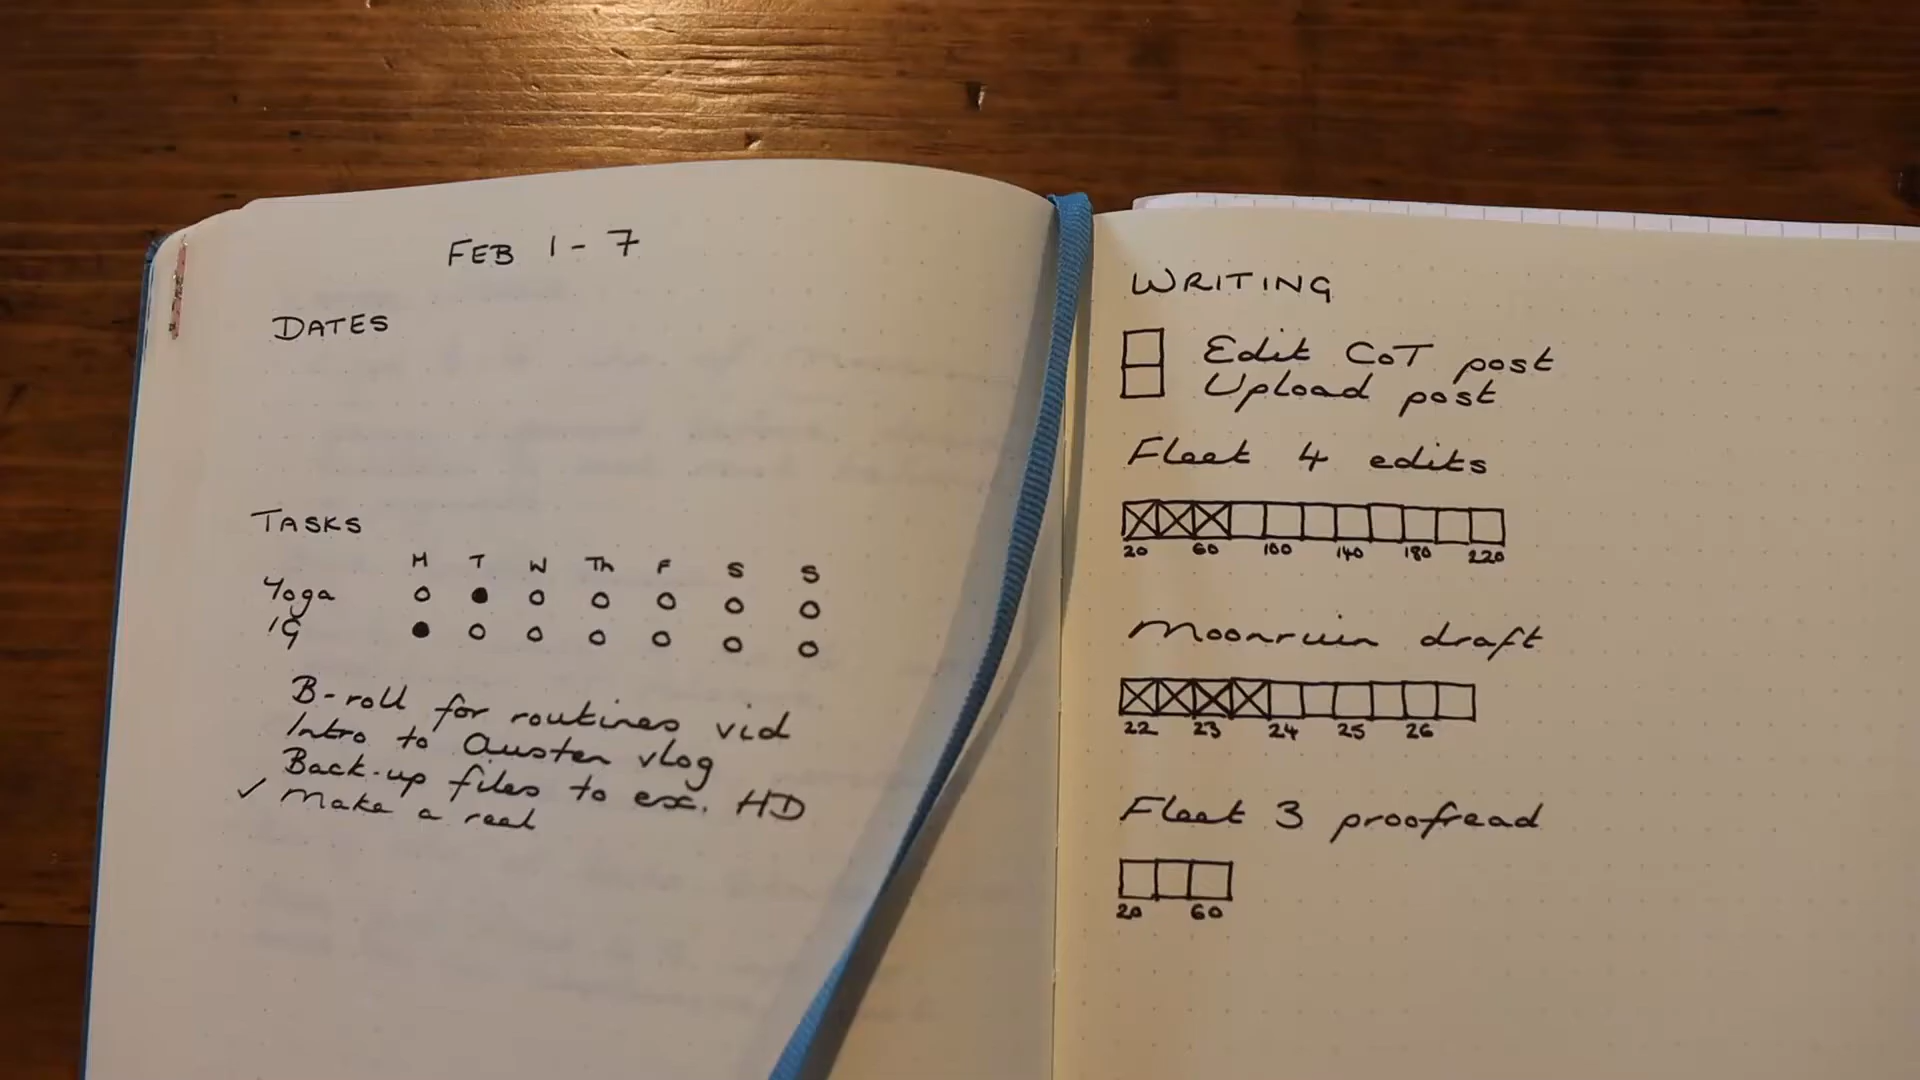 FEB 1 - 7
DATES
TASKS
M T W Th F S S
Yoga
IG
B-roll for routines vid
Intro to Austen vlog
Back-up files to ex. HD
✓ Make a reel
WRITING
Edit CoT post
Upload post
Fleet 4 edits
20 60 100 140 180 220
Moonruin draft
22 23 24 25 26
Fleet 3 proofread
20 60